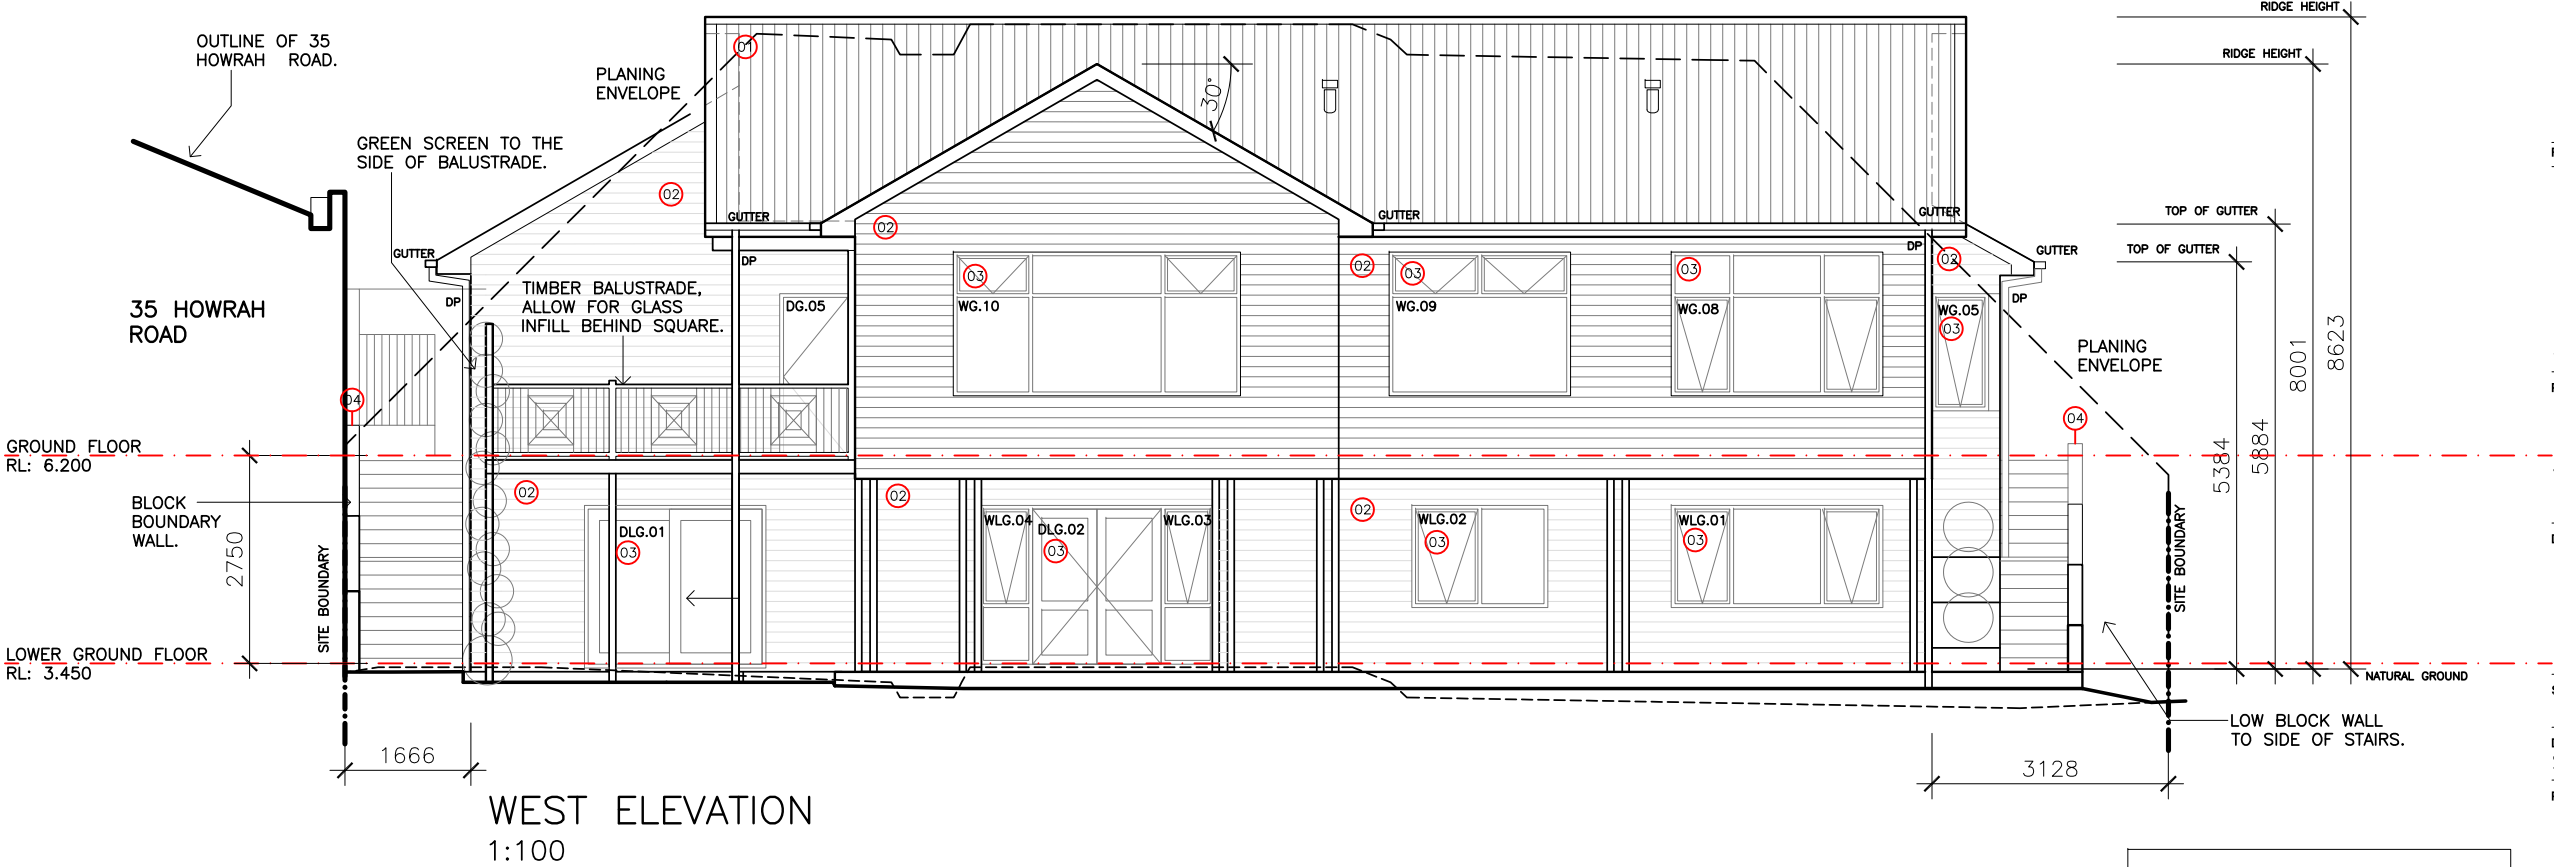 RIDGE HEIGHT
OUTLINE OF 35
HOWRAH ROAD.
01
RIDGE HEIGHT
PLANING
ENVELOPE
30°
GREEN SCREEN TO THE
SIDE OF BALUSTRADE.
02
GUTTER
GUTTER
GUTTER
TOP OF GUTTER
02
GUTTER
DP
GUTTER
TOP OF GUTTER
DP
02
03
02
03
03
02
DP
DP
TIMBER BALUSTRADE,
ALLOW FOR GLASS
INFILL BEHIND SQUARE.
DG.05
WG.10
WG.09
WG.08
WG.05
03
35 HOWRAH
ROAD
PLANING
ENVELOPE
8001
8623
04
04
GROUND FLOOR
RL: 6.200
5384
5884
02
02
02
BLOCK
BOUNDARY
WALL.
2750
SITE BOUNDARY
DLG.01
03
WLG.04
DLG.02
03
WLG.03
WLG.02
03
WLG.01
03
SITE BOUNDARY
LOWER GROUND FLOOR
RL: 3.450
NATURAL GROUND
LOW BLOCK WALL
TO SIDE OF STAIRS.
1666
3128
WEST ELEVATION
1:100